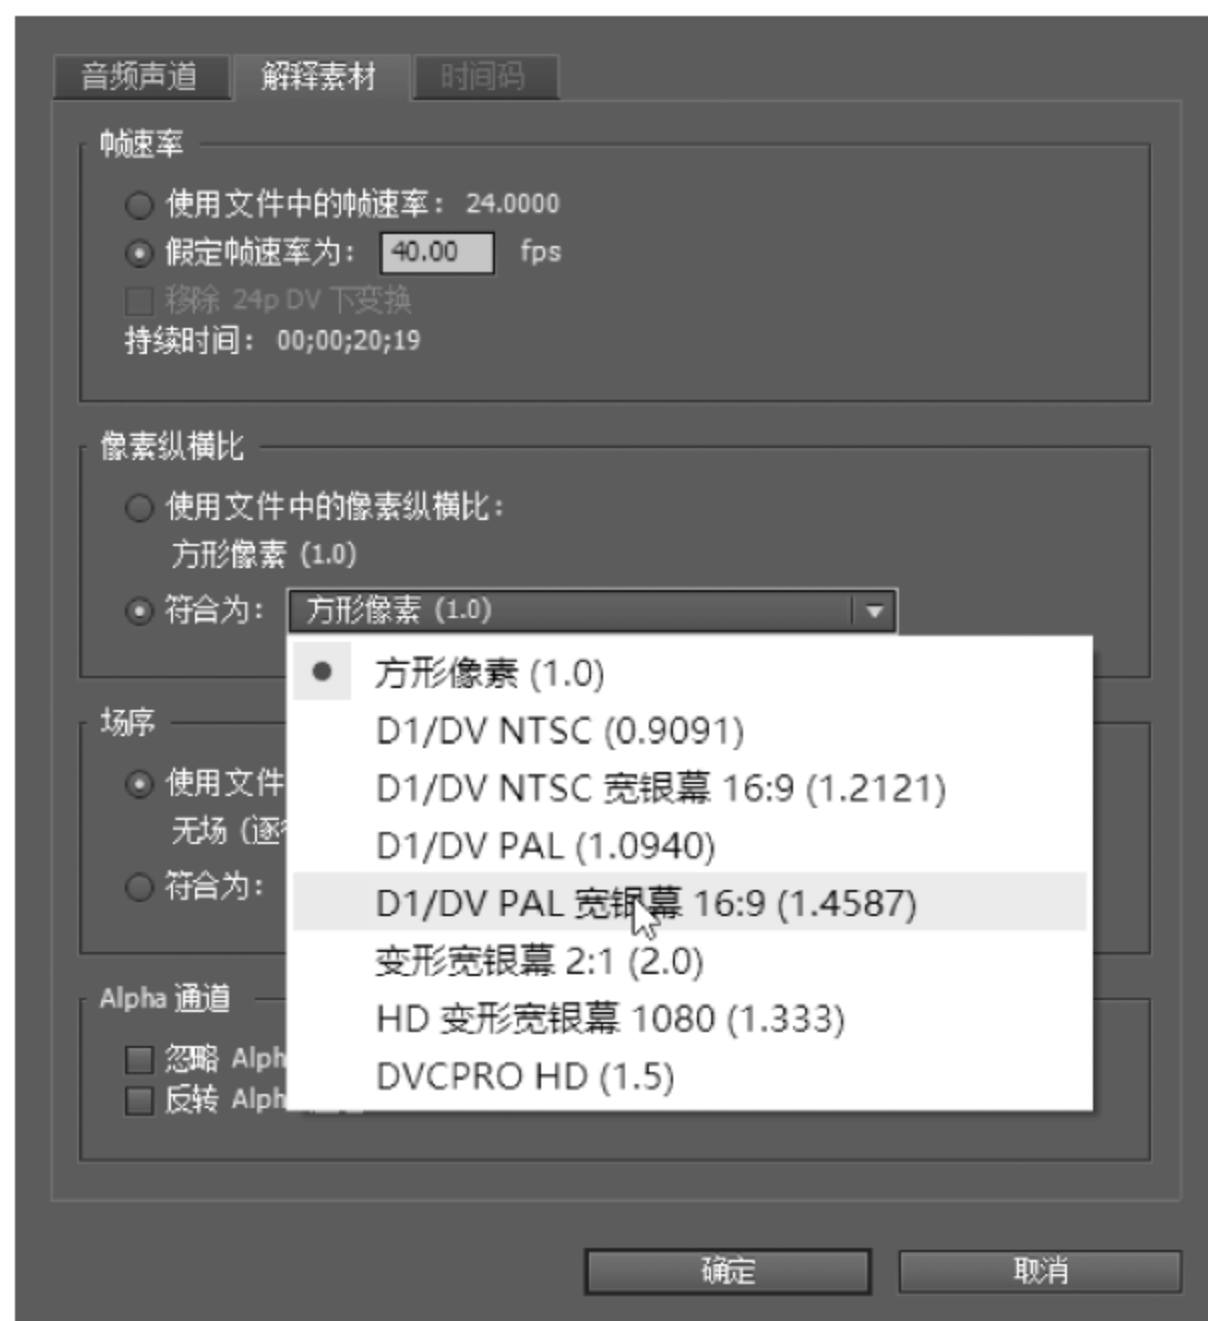 音频声道 解释素材 时间码
帧速率
使用文件中的帧速率: 24.0000
假定帧速率为: 40.00 fps
移除 24p DV 下变换
持续时间: 00;00;20;19
像素纵横比
使用文件中的像素纵横比:
方形像素 (1.0)
符合为: 方形像素 (1.0)
方形像素 (1.0)
D1/DV NTSC (0.9091)
D1/DV NTSC 宽银幕 16:9 (1.2121)
D1/DV PAL (1.0940)
D1/DV PAL 宽银幕 16:9 (1.4587)
变形宽银幕 2:1 (2.0)
HD 变形宽银幕 1080 (1.333)
DVCPRO HD (1.5)
场序
使用文件
无场 (逐
符合为:
Alpha 通道
忽略 Alph
反转 Alph
确定 取消